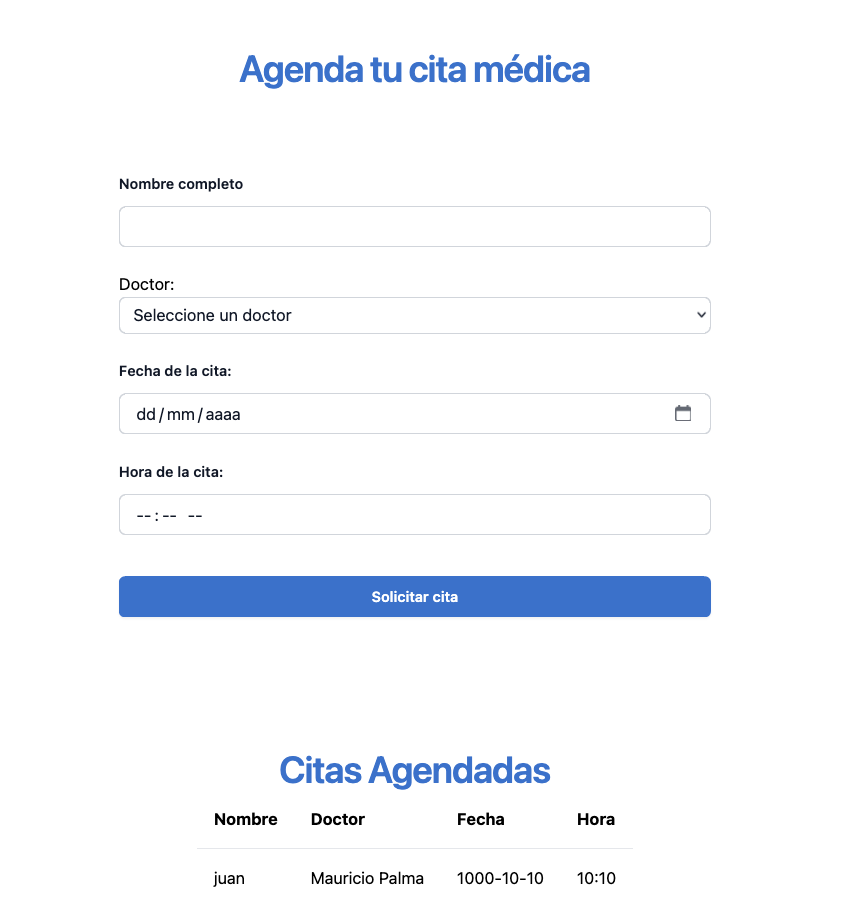 Agenda tu cita médica
Nombre completo
Doctor:
Seleccione un doctor
Fecha de la cita:
dd/mm/aaaa
Hora de la cita:
--:-- --
Solicitar cita
Citas Agendadas
Nombre Doctor Fecha Hora
juan Mauricio Palma 1000-10-10 10:10